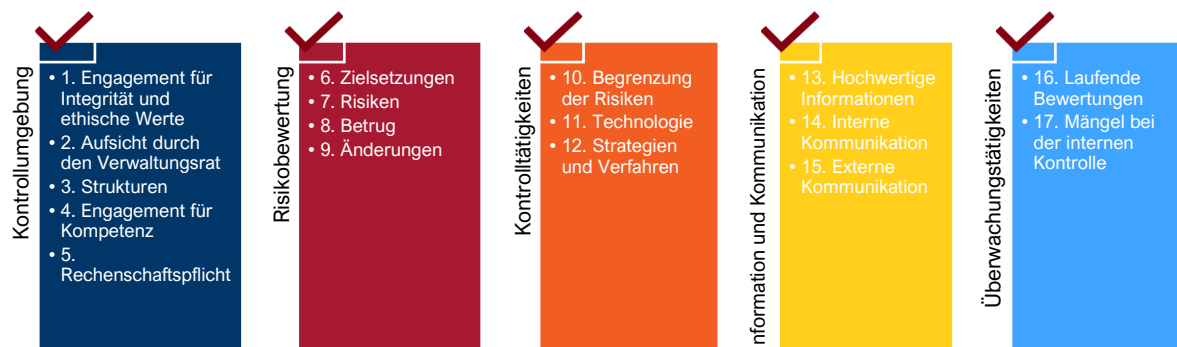 Kontrollumgebung
• 1. Engagement für
Integrität und
ethische Werte
• 2. Aufsicht durch
den Verwaltungsrat
• 3. Strukturen
• 4. Engagement für
Kompetenz
• 5.
Rechenschaftspflicht
Risikobewertung
• 6. Zielsetzungen
• 7. Risiken
• 8. Betrug
• 9. Änderungen
Kontrolltätigkeiten
• 10. Begrenzung
der Risiken
• 11. Technologie
• 12. Strategien
und Verfahren
nformation und Kommunikation
• 13. Hochwertige
Informationen
• 14. Interne
Kommunikation
• 15. Externe
Kommunikation
Überwachungstätigkeiten
• 16. Laufende
Bewertungen
• 17. Mängel bei
der internen
Kontrolle